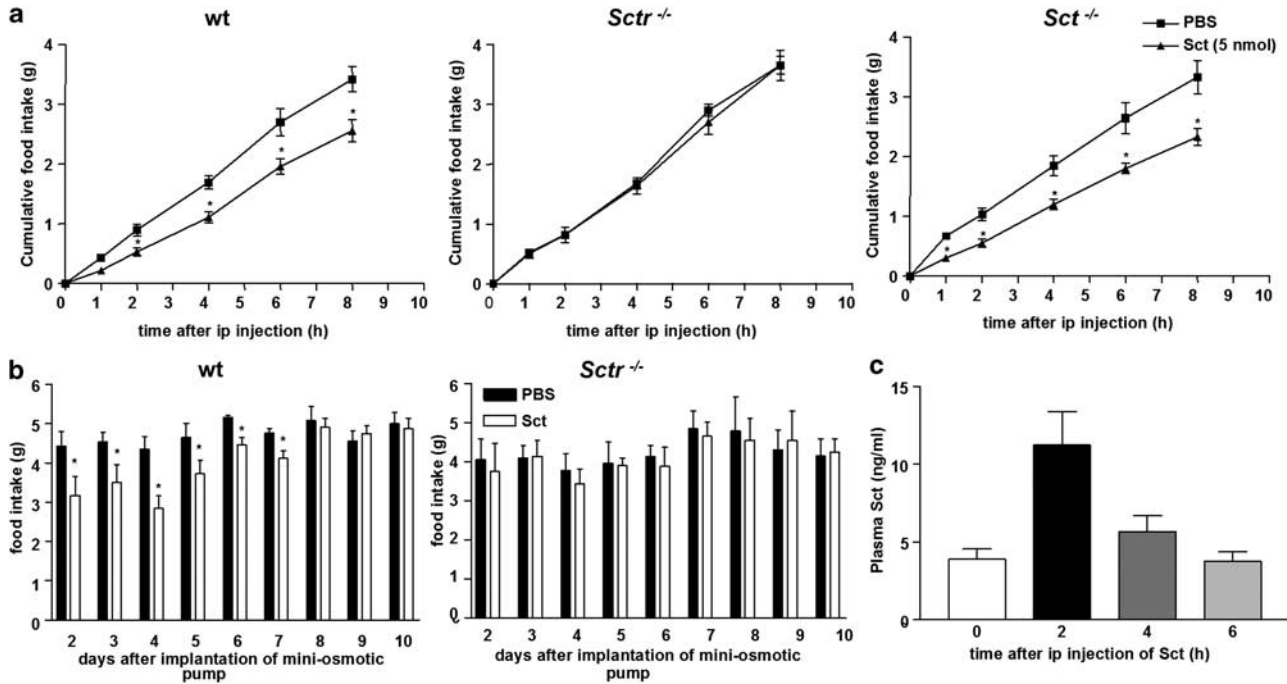 a
wt
Sctr -/-
Sct -/-
PBS
Sct (5 nmol)
Cumulative food intake (g)
4
3
2
1
0
0 1 2 3 4 5 6 7 8 9 10
* * * *
time after ip injection (h)
Cumulative food intake (g)
4
3
2
1
0
0 1 2 3 4 5 6 7 8 9 10
time after ip injection (h)
Cumulative food intake (g)
4
3
2
1
0
0 1 2 3 4 5 6 7 8 9 10
* * * * *
time after ip injection (h)
b
wt
food intake (g)
6
5
4
3
2
1
0
* * * * * *
2 3 4 5 6 7 8 9 10
days after implantation of mini-osmotic
pump
Sctr -/-
PBS
Sct
food intake (g)
6
5
4
3
2
1
0
2 3 4 5 6 7 8 9 10
days after implantation of mini-osmotic
pump
c
Plasma Sct (ng/ml)
15
10
5
0
0 2 4 6
time after ip injection of Sct (h)